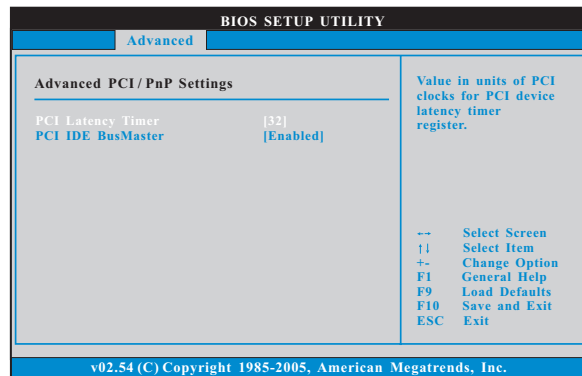 BIOS SETUP UTILITY
Advanced
Advanced PCI / PnP Settings
PCI Latency Timer [32]
PCI IDE BusMaster [Enabled]
Value in units of PCI
clocks for PCI device
latency timer
register.
←→ Select Screen
↑↓ Select Item
+- Change Option
F1 General Help
F9 Load Defaults
F10 Save and Exit
ESC Exit
v02.54 (C) Copyright 1985-2005, American Megatrends, Inc.